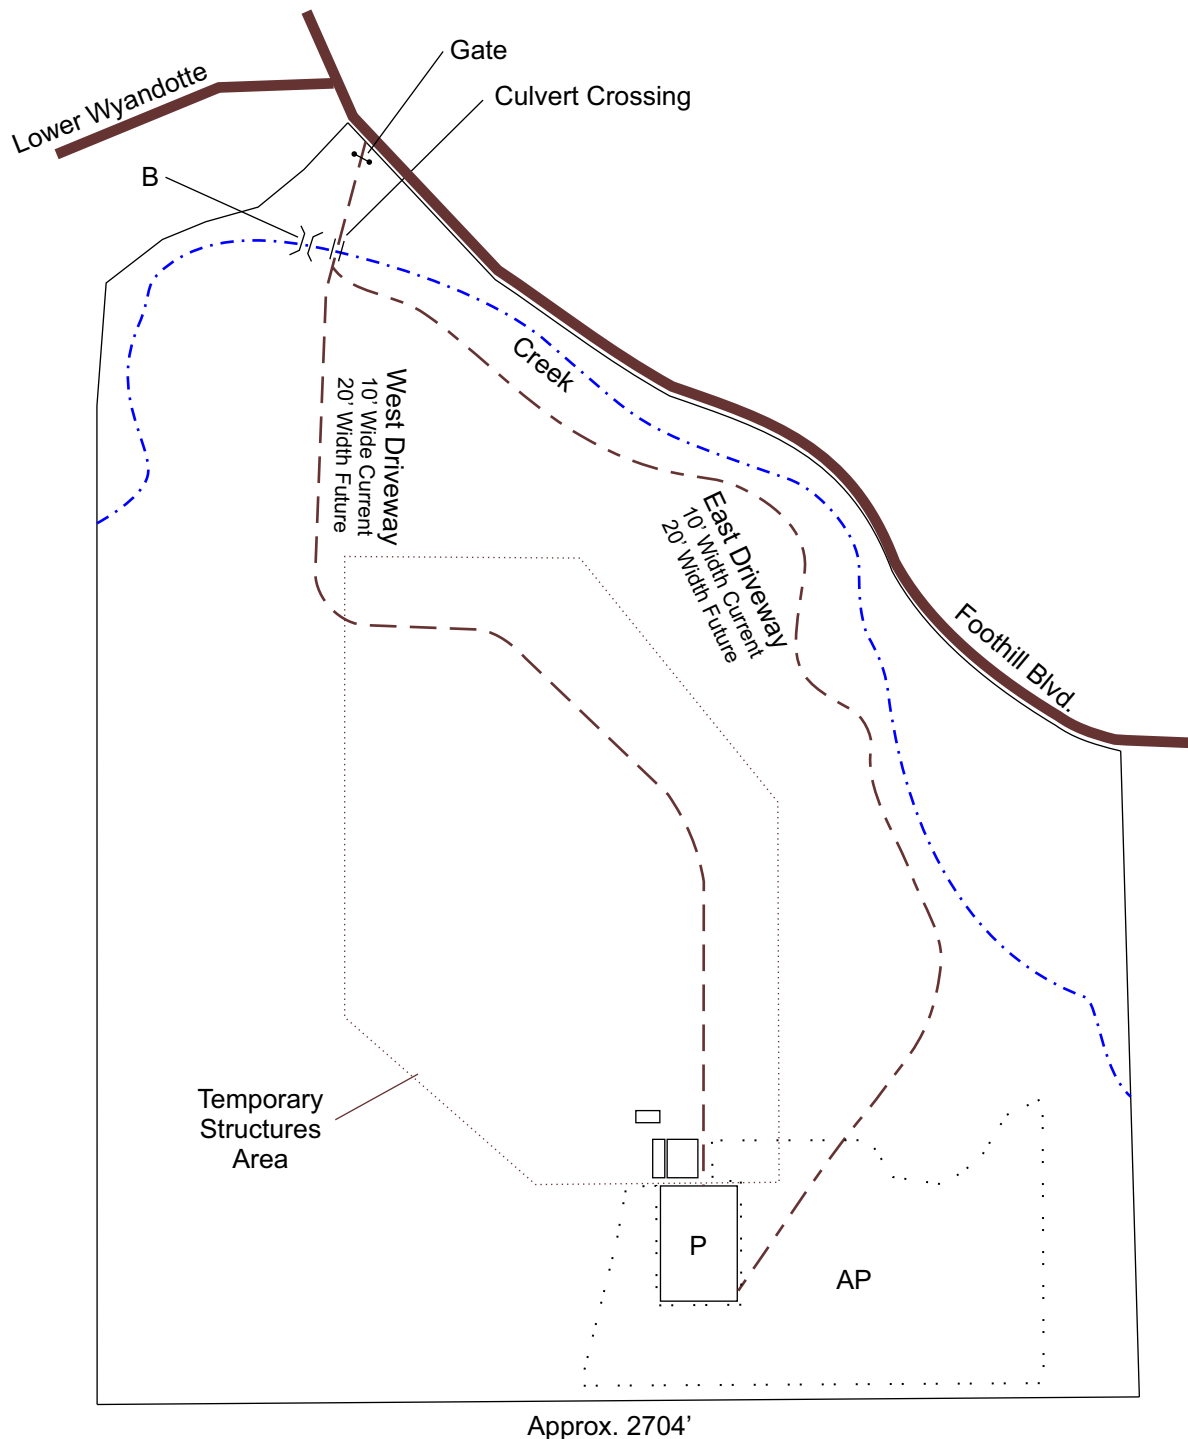 Gate
Lower Wyandotte
Culvert Crossing
B
Creek
West Driveway
10’ Wide Current
20’ Width Future
East Driveway
10’ Width Current
20’ Width Future
Foothill Blvd.
Temporary
Structures
Area
P
AP
Approx. 2704’